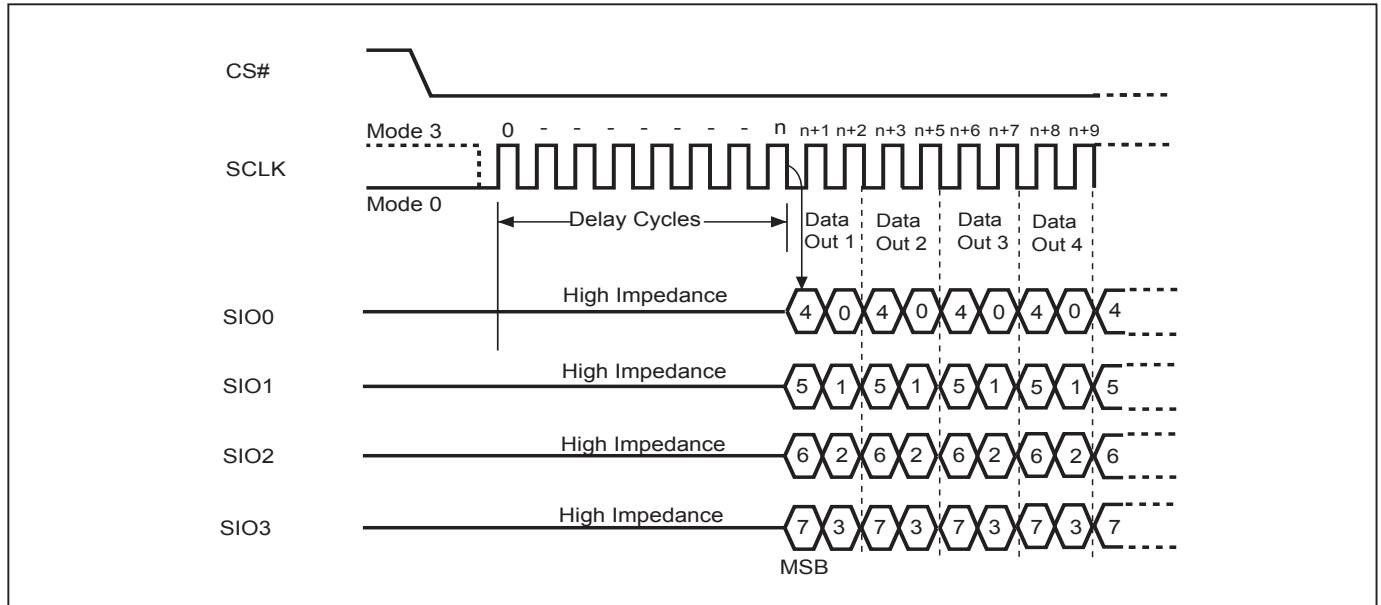 CS#
Mode 3 0 - - - - - - - n n+1 n+2 n+3 n+5 n+6 n+7 n+8 n+9
SCLK
Mode 0
Delay Cycles
Data Out 1
Data Out 2
Data Out 3
Data Out 4
High Impedance
SIO0 4 0 4 0 4 0 4 0 4
High Impedance
SIO1 5 1 5 1 5 1 5 1 5
High Impedance
SIO2 6 2 6 2 6 2 6 2 6
High Impedance
SIO3 7 3 7 3 7 3 7 3 7
MSB